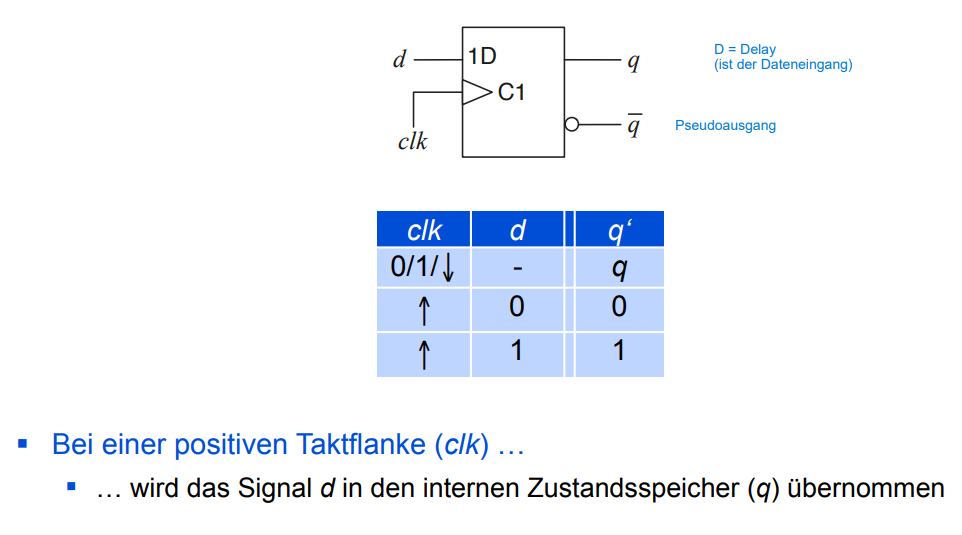 d 1D q
D = Delay
(ist der Dateneingang)
C1
clk
q̅
Pseudoausgang
clk d q‘
0/1/↓ - q
↑ 0 0
↑ 1 1
▪ Bei einer positiven Taktflanke (clk) …
▪ … wird das Signal d in den internen Zustandsspeicher (q) übernommen